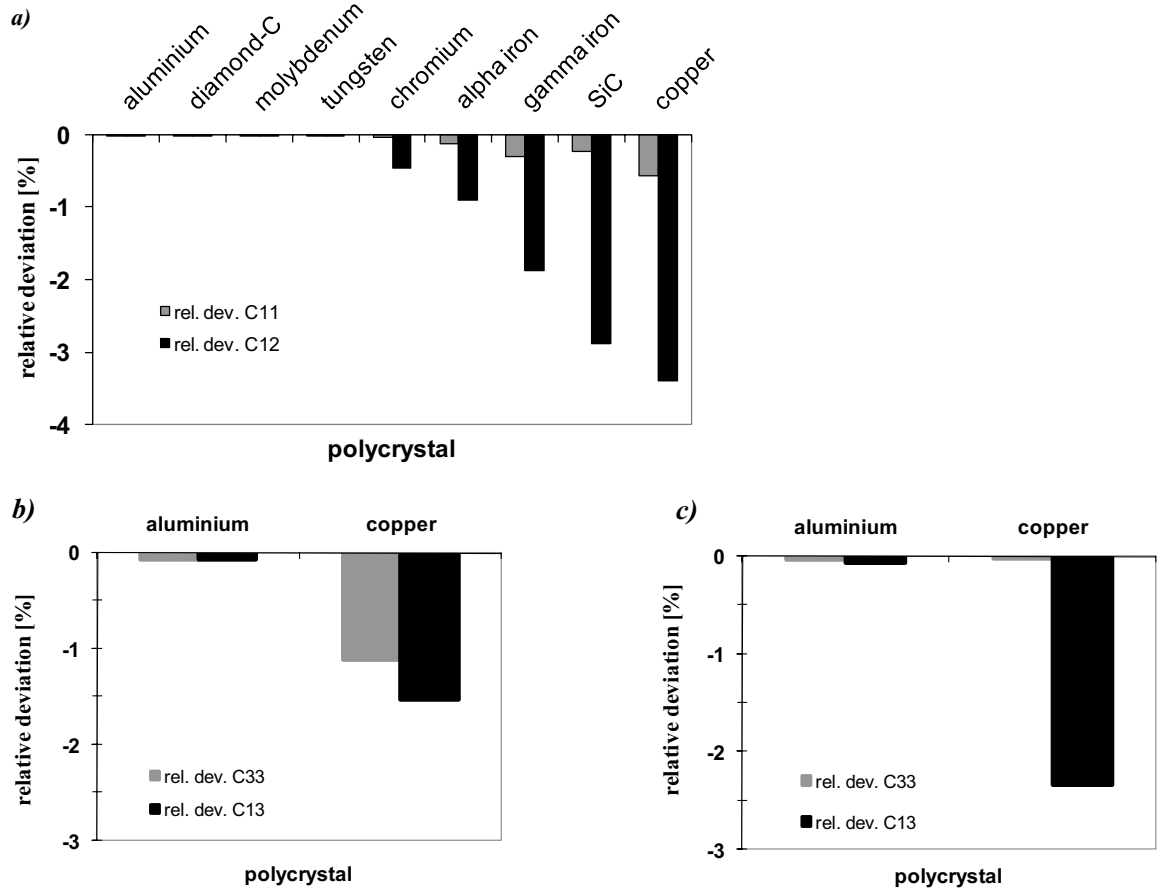 a)
aluminium
diamond-C
molybdenum
tungsten
chromium
alpha iron
gamma iron
SiC
copper
relative deviation [%]
0
-1
-2
-3
-4
rel. dev. C11
rel. dev. C12
polycrystal
b)
aluminium
copper
relative deviation [%]
0
-1
-2
-3
rel. dev. C33
rel. dev. C13
polycrystal
c)
aluminium
copper
relative deviation [%]
0
-1
-2
-3
rel. dev. C33
rel. dev. C13
polycrystal